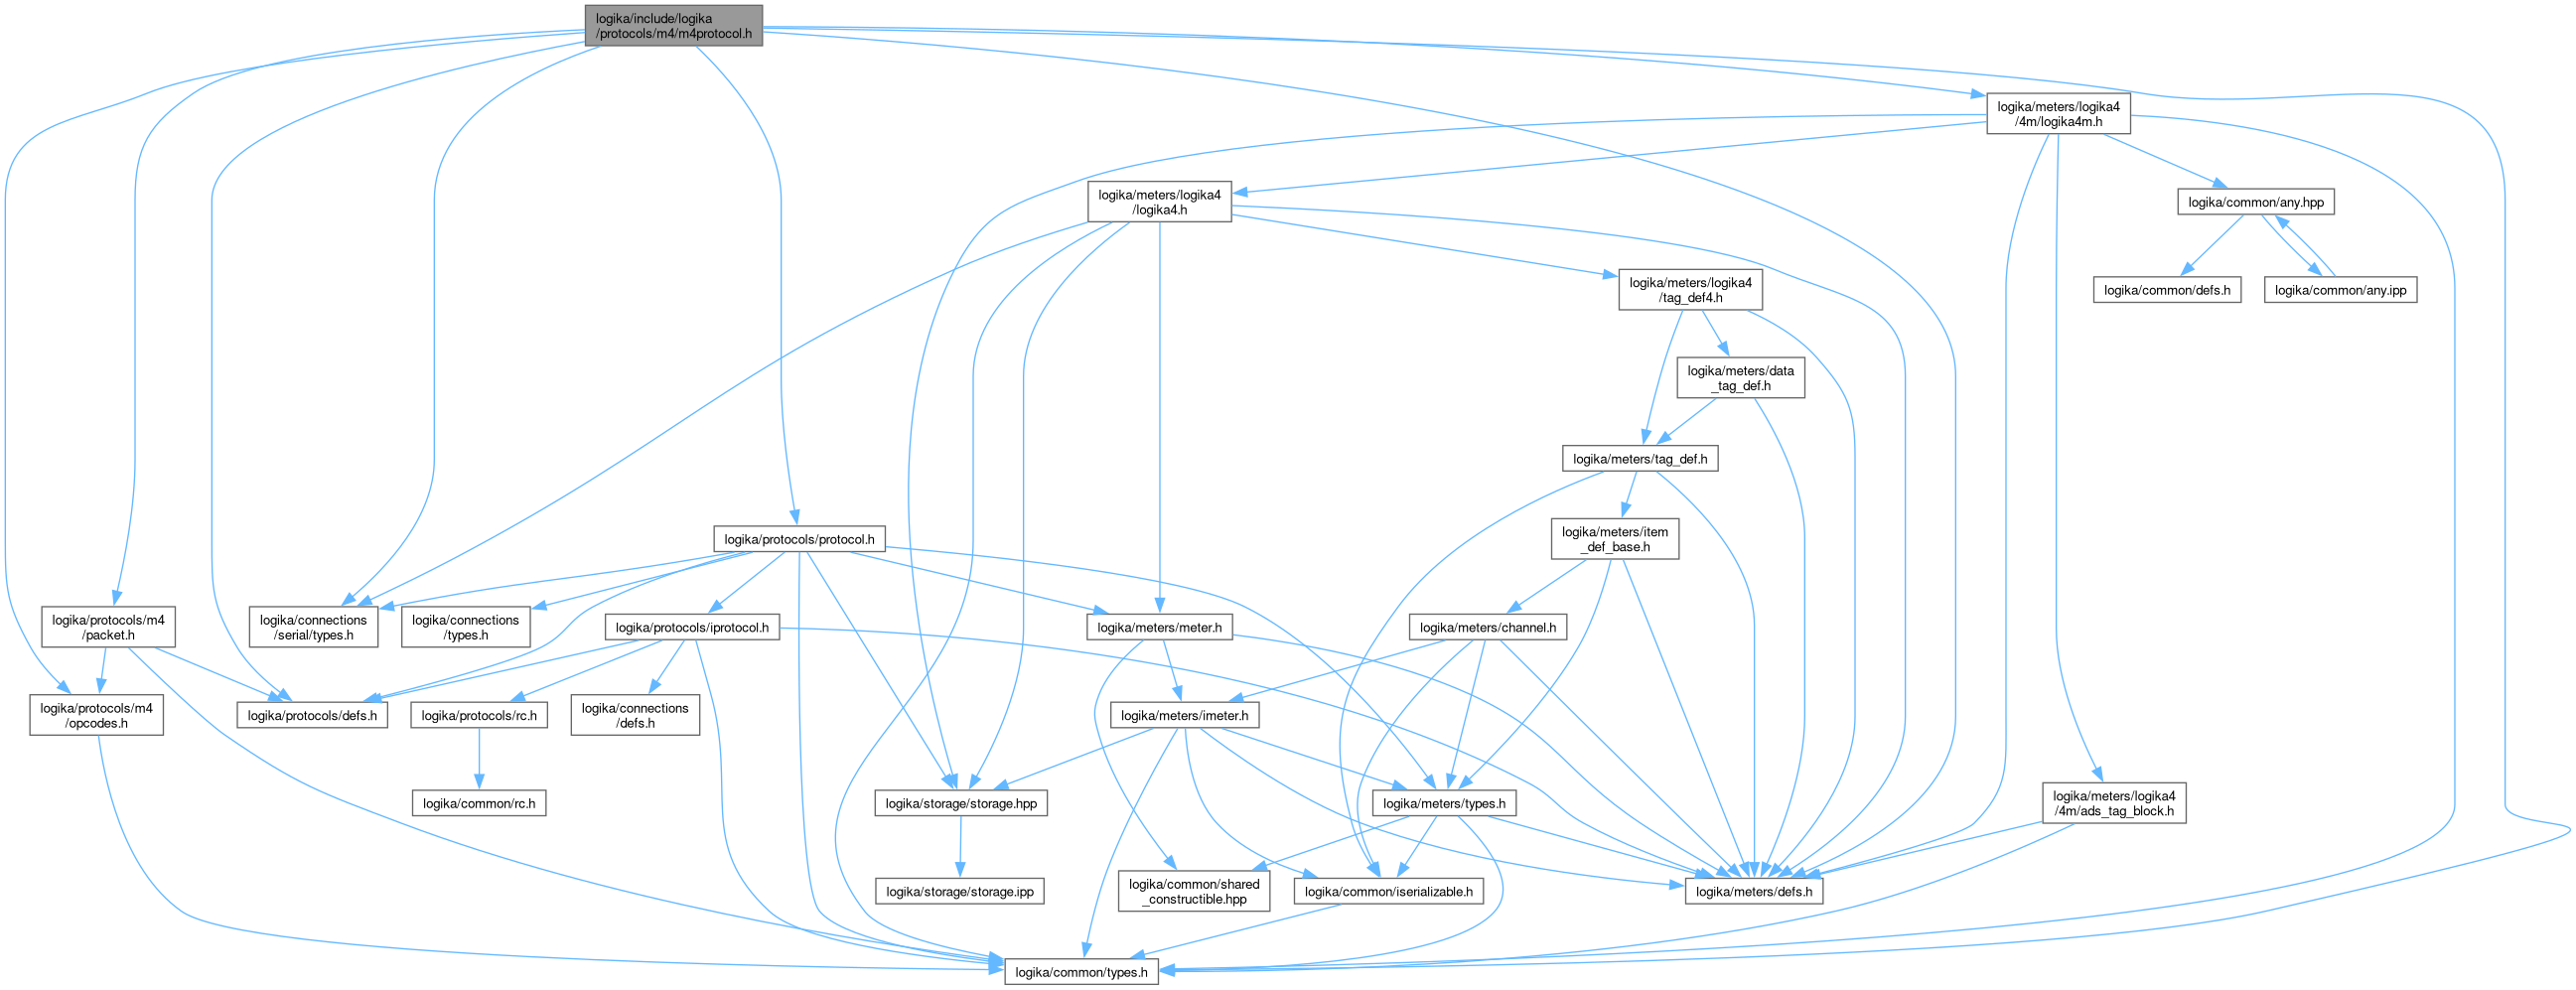 logika/include/logika
/protocols/m4/m4protocol.h
logika/meters/logika4
/4m/logika4m.h
logika/meters/logika4
/logika4.h
logika/common/any.hpp
logika/meters/logika4
/tag_def4.h
logika/common/defs.h
logika/common/any.ipp
logika/meters/data
_tag_def.h
logika/meters/tag_def.h
logika/protocols/protocol.h
logika/meters/item
_def_base.h
logika/protocols/m4
/packet.h
logika/connections
/serial/types.h
logika/connections
/types.h
logika/protocols/iprotocol.h
logika/meters/meter.h
logika/meters/channel.h
logika/protocols/m4
/opcodes.h
logika/protocols/defs.h
logika/protocols/rc.h
logika/connections
/defs.h
logika/meters/imeter.h
logika/common/rc.h
logika/storage/storage.hpp
logika/meters/types.h
logika/meters/logika4
/4m/ads_tag_block.h
logika/storage/storage.ipp
logika/common/shared
_constructible.hpp
logika/common/iserializable.h
logika/meters/defs.h
logika/common/types.h